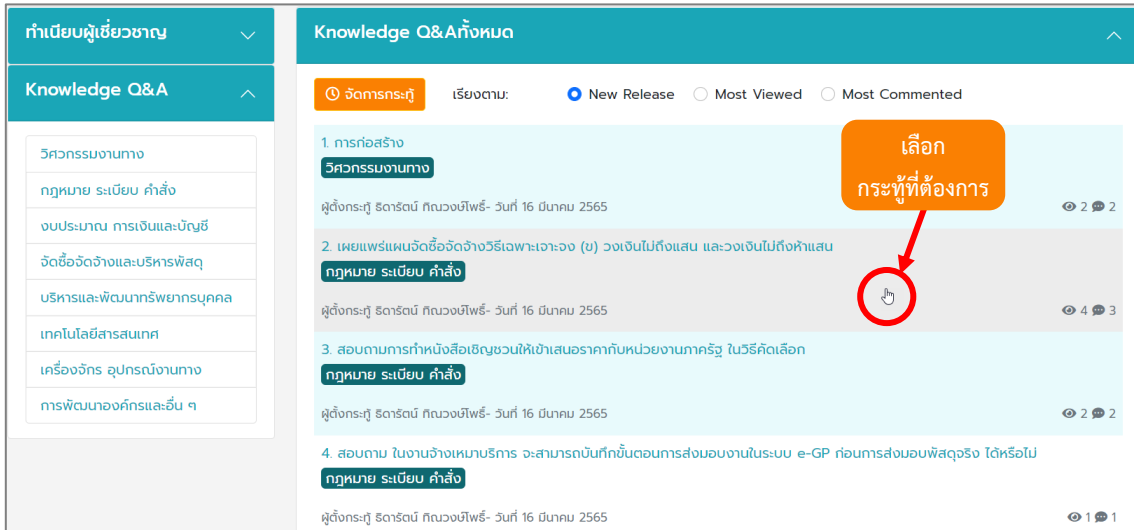 ทำเนียบผู้เชี่ยวชาญ
Knowledge Q&A
วิศวกรรมงานทาง
กฎหมาย ระเบียบ คำสั่ง
งบประมาณ การเงินและบัญชี
จัดซื้อจัดจ้างและบริหารพัสดุ
บริหารและพัฒนาทรัพยากรบุคคล
เทคโนโลยีสารสนเทศ
เครื่องจักร อุปกรณ์งานทาง
การพัฒนาองค์กรและอื่น ๆ
Knowledge Q&Aทั้งหมด
จัดการกระทู้ เรียงตาม: New Release Most Viewed Most Commented
เลือก
กระทู้ที่ต้องการ
1. การก่อสร้าง
วิศวกรรมงานทาง
ผู้ตั้งกระทู้ ธิดารัตน์ ทิณวงษ์ไพธิ์- วันที่ 16 มีนาคม 2565 2 2
2. เผยแพร่แผนจัดซื้อจัดจ้างวิธีเฉพาะเจาะจง (ข) วงเงินไม่ถึงแสน และวงเงินไม่ถึงห้าแสน
กฎหมาย ระเบียบ คำสั่ง
ผู้ตั้งกระทู้ ธิดารัตน์ ทิณวงษ์ไพธิ์- วันที่ 16 มีนาคม 2565 4 3
3. สอบถามการทำหนังสือเชิญชวนให้เข้าเสนอราคากับหน่วยงานภาครัฐ ในวิธีคัดเลือก
กฎหมาย ระเบียบ คำสั่ง
ผู้ตั้งกระทู้ ธิดารัตน์ ทิณวงษ์ไพธิ์- วันที่ 16 มีนาคม 2565 2 2
4. สอบถาม ในงานจ้างเหมาบริการ จะสามารถบันทึกขั้นตอนการส่งมอบงานในระบบ e-GP ก่อนการส่งมอบพัสดุจริง ได้หรือไม่
กฎหมาย ระเบียบ คำสั่ง
ผู้ตั้งกระทู้ ธิดารัตน์ ทิณวงษ์ไพธิ์- วันที่ 16 มีนาคม 2565 1 1